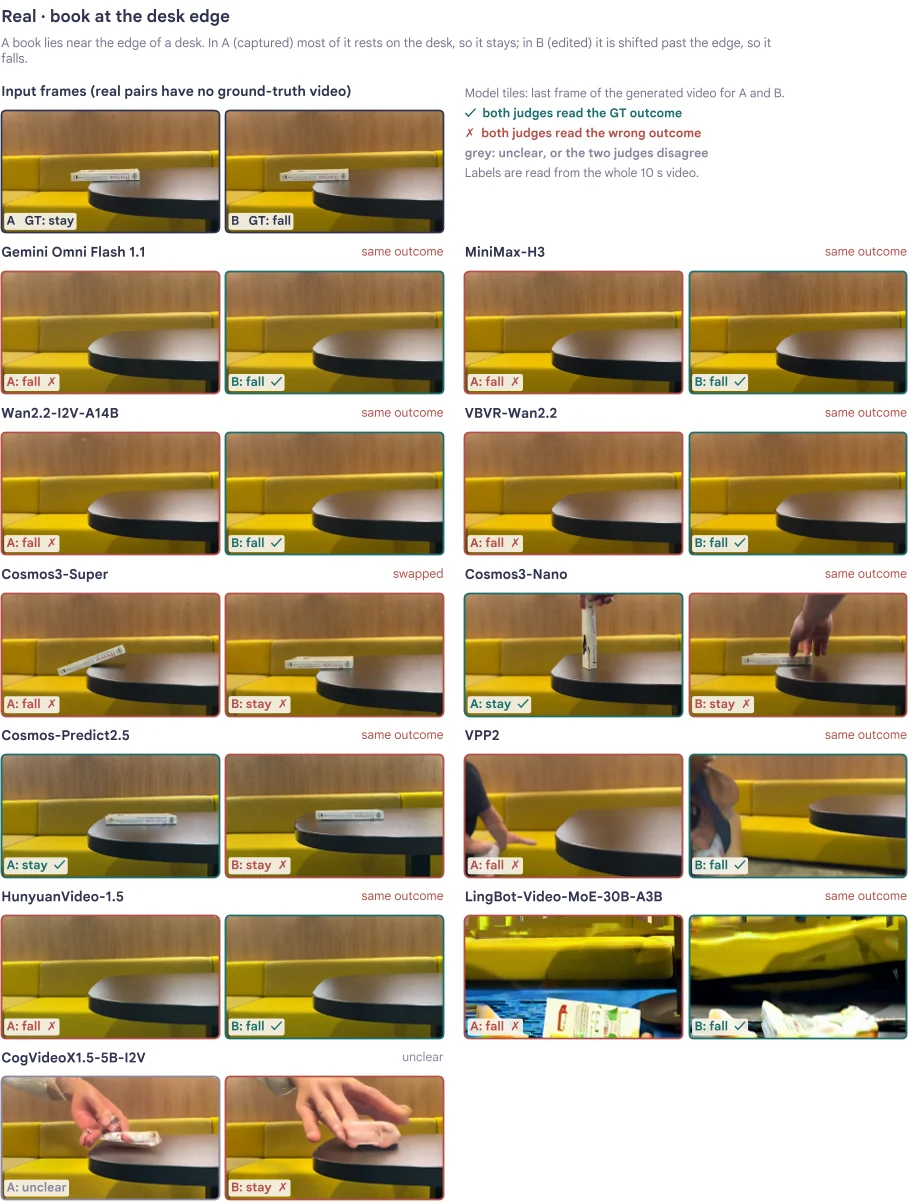 Real · book at the desk edge
A book lies near the edge of a desk. In A (captured) most of it rests on the desk, so it stays; in B (edited) it is shifted past the edge, so it
falls.
Input frames (real pairs have no ground-truth video)
Model tiles: last frame of the generated video for A and B.
✓ both judges read the GT outcome
✗ both judges read the wrong outcome
grey: unclear, or the two judges disagree
Labels are read from the whole 10 s video.
A GT: stay
B GT: fall
Gemini Omni Flash 1.1
same outcome
A: fall ✗
B: fall ✓
MiniMax-H3
same outcome
A: fall ✗
B: fall ✓
Wan2.2-I2V-A14B
same outcome
A: fall ✗
B: fall ✓
VBVR-Wan2.2
same outcome
A: fall ✗
B: fall ✓
Cosmos3-Super
swapped
A: fall ✗
B: stay ✗
Cosmos3-Nano
same outcome
A: stay ✓
B: stay ✗
Cosmos-Predict2.5
same outcome
A: stay ✓
B: stay ✗
VPP2
same outcome
A: fall ✗
B: fall ✓
HunyuanVideo-1.5
same outcome
A: fall ✗
B: fall ✓
LingBot-Video-MoE-30B-A3B
same outcome
A: fall ✗
B: fall ✓
CogVideoX1.5-5B-I2V
unclear
A: unclear
B: stay ✗